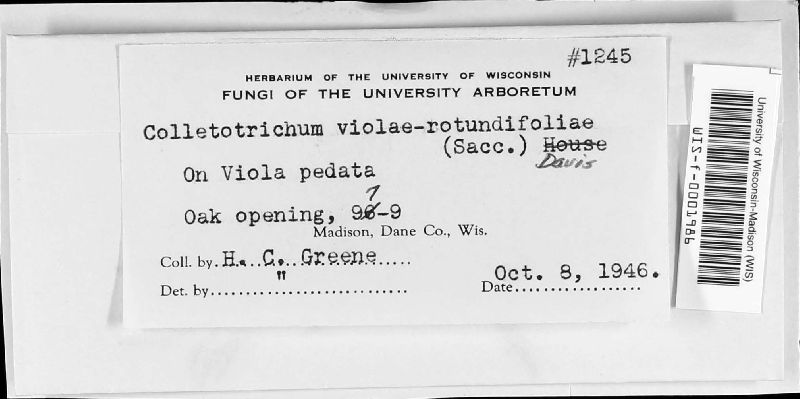 #1245
HERBARIUM OF THE UNIVERSITY OF WISCONSIN
FUNGI OF THE UNIVERSITY ARBORETUM
Colletotrichum violae-rotundifoliae
(Sacc.) House
Davis
On Viola pedata
7
Oak opening, 96-9
Madison, Dane Co., Wis.
Coll. by. H. C. Greene
"
Det. by
Oct. 8, 1946.
Date
University of Wisconsin-Madison (WIS)
WIS-f-0001986